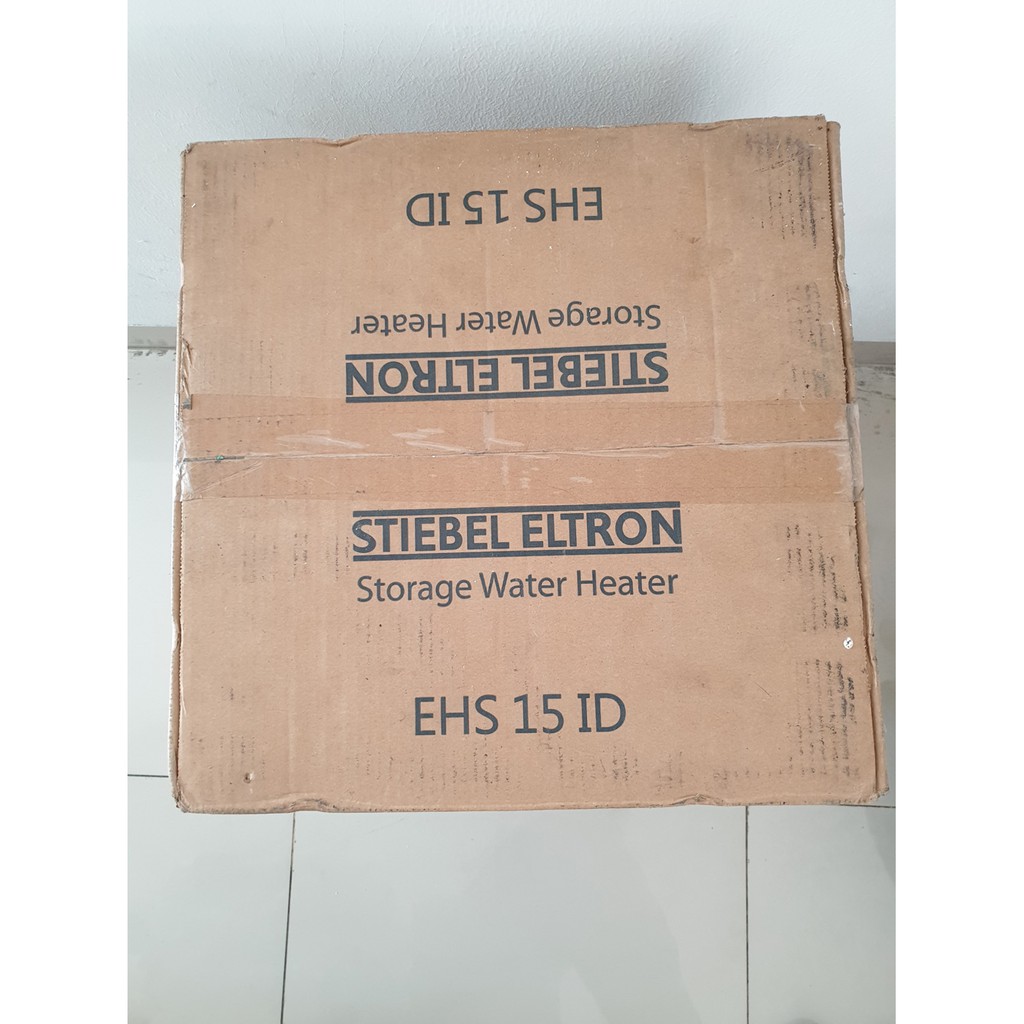 EHS 15 ID
Storage Water Heater
STIEBEL ELTRON
STIEBEL ELTRON
Storage Water Heater
EHS 15 ID